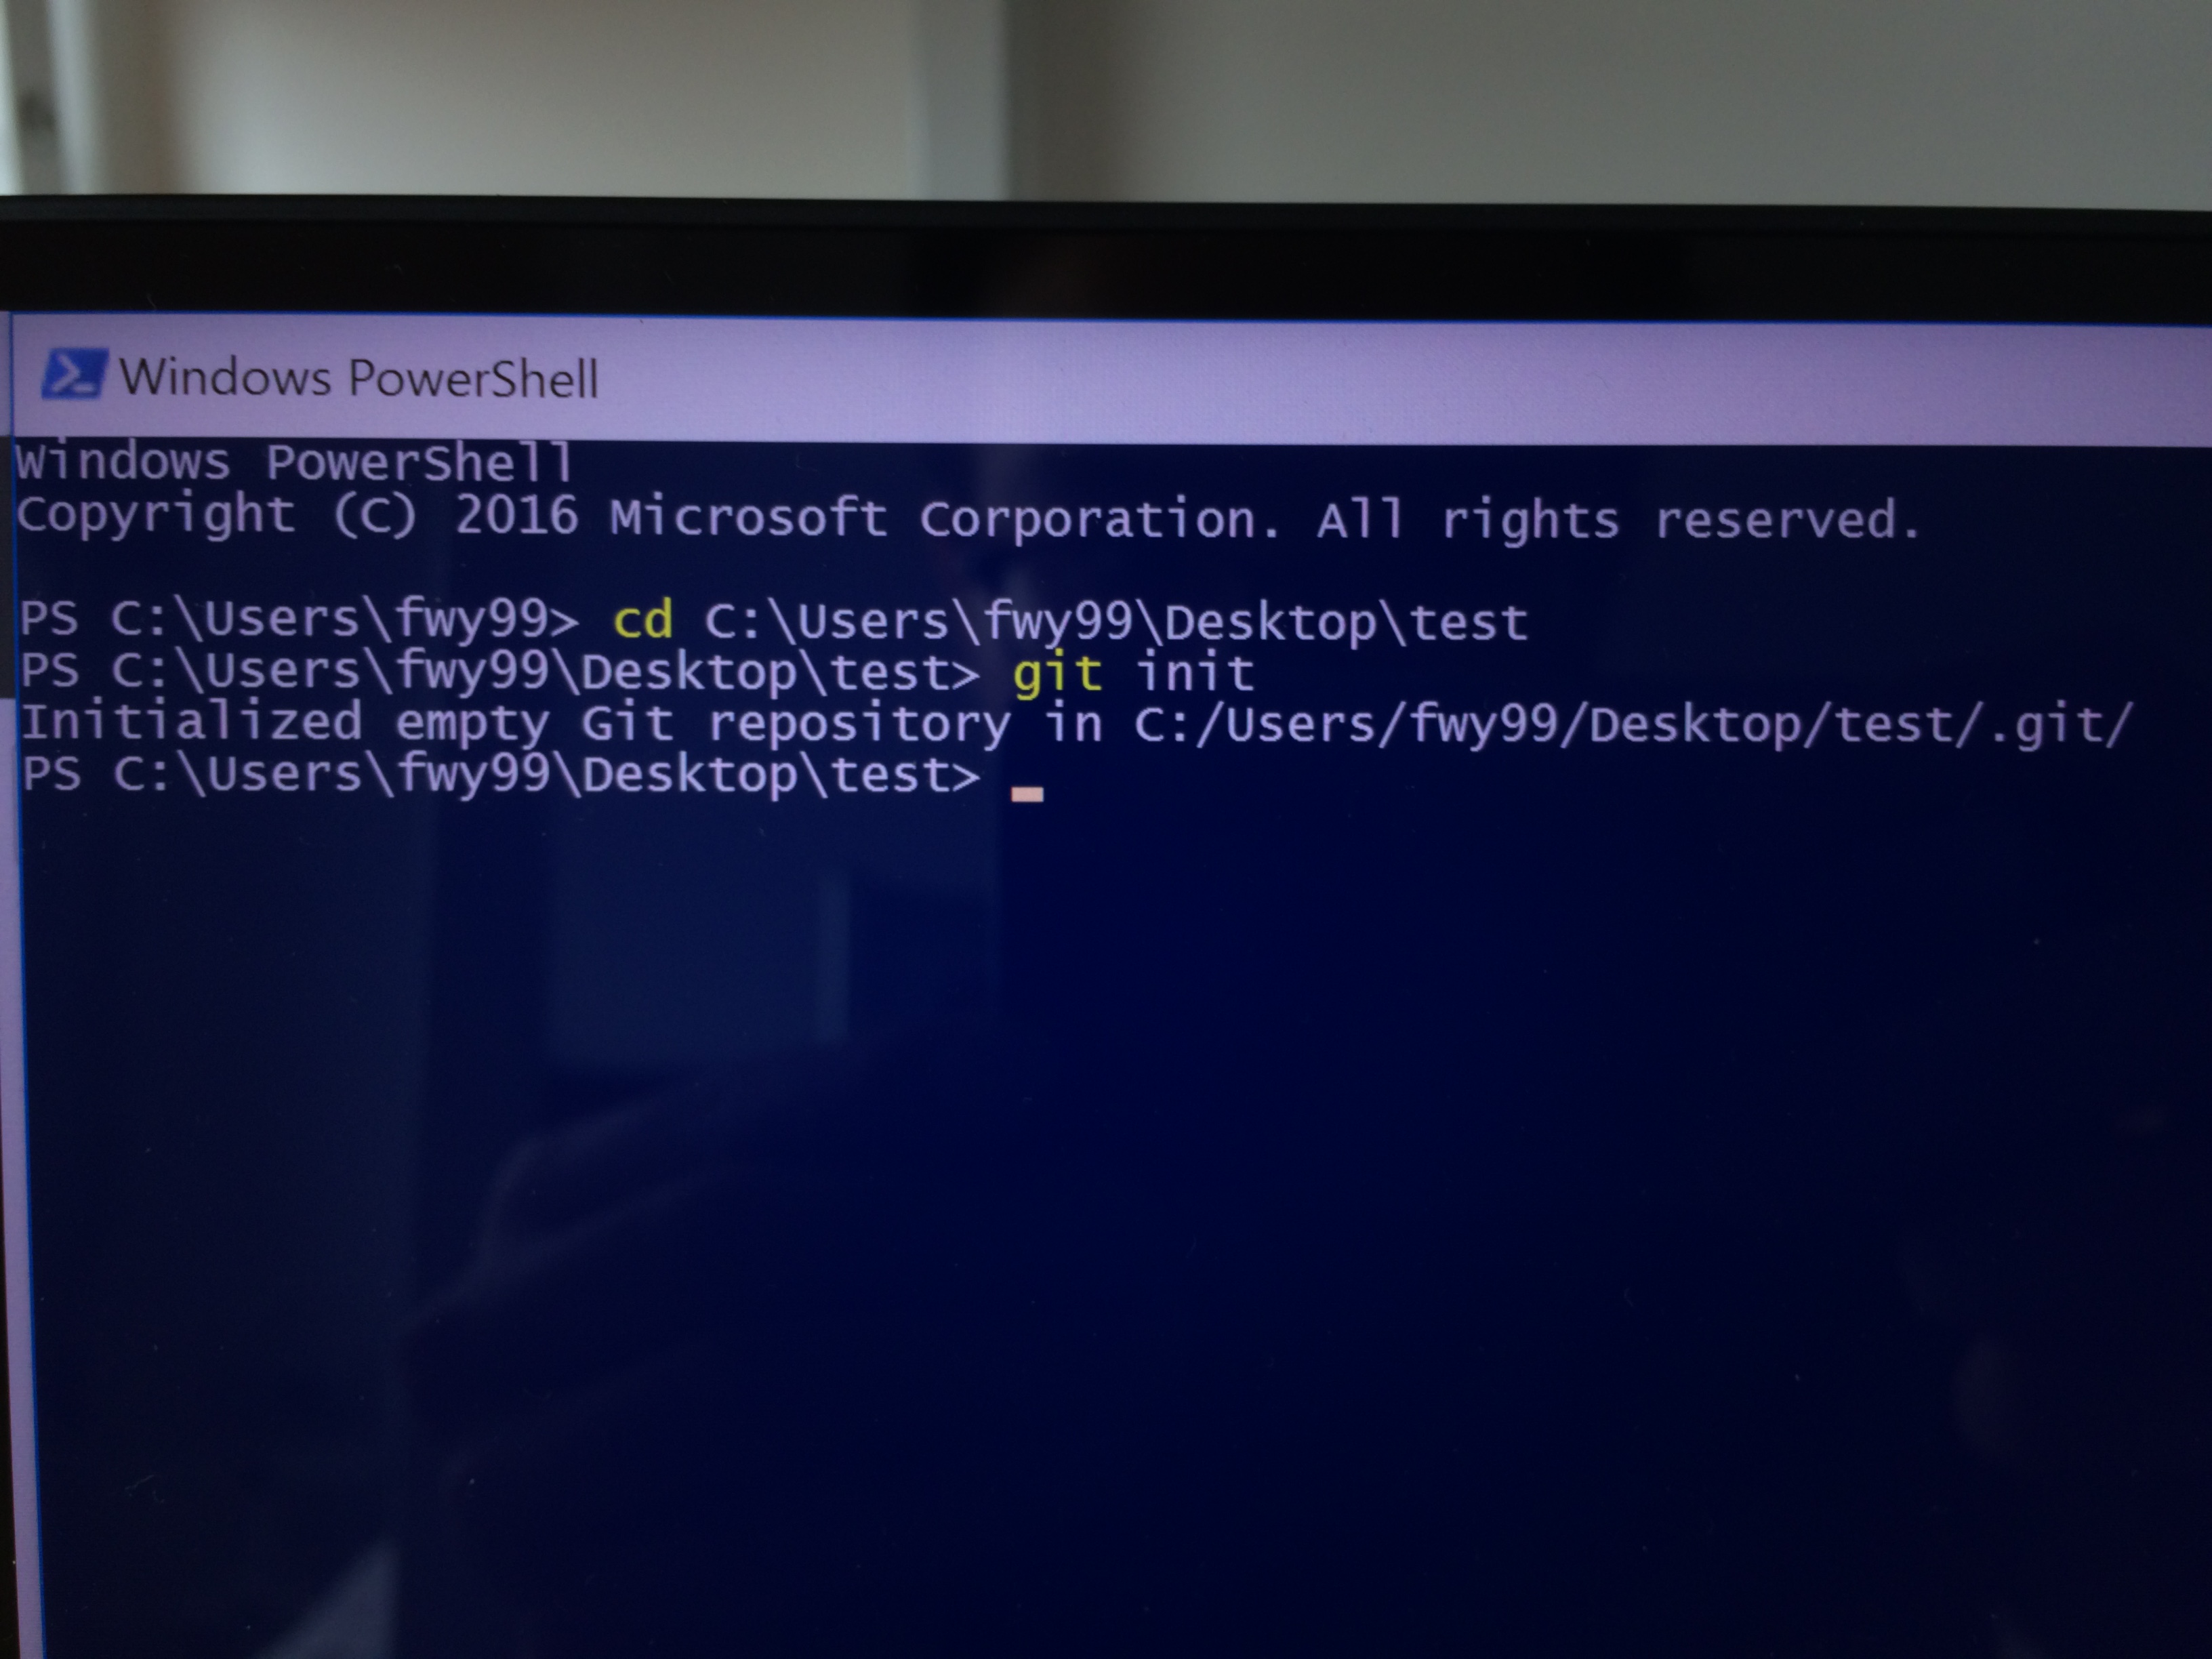 Windows PowerShell
Windows PowerShell
Copyright (C) 2016 Microsoft Corporation. All rights reserved.
PS C:\Users\fwy99> cd C:\Users\fwy99\Desktop\test
PS C:\Users\fwy99\Desktop\test> git init
Initialized empty Git repository in C:/Users/fwy99/Desktop/test/.git/
PS C:\Users\fwy99\Desktop\test>